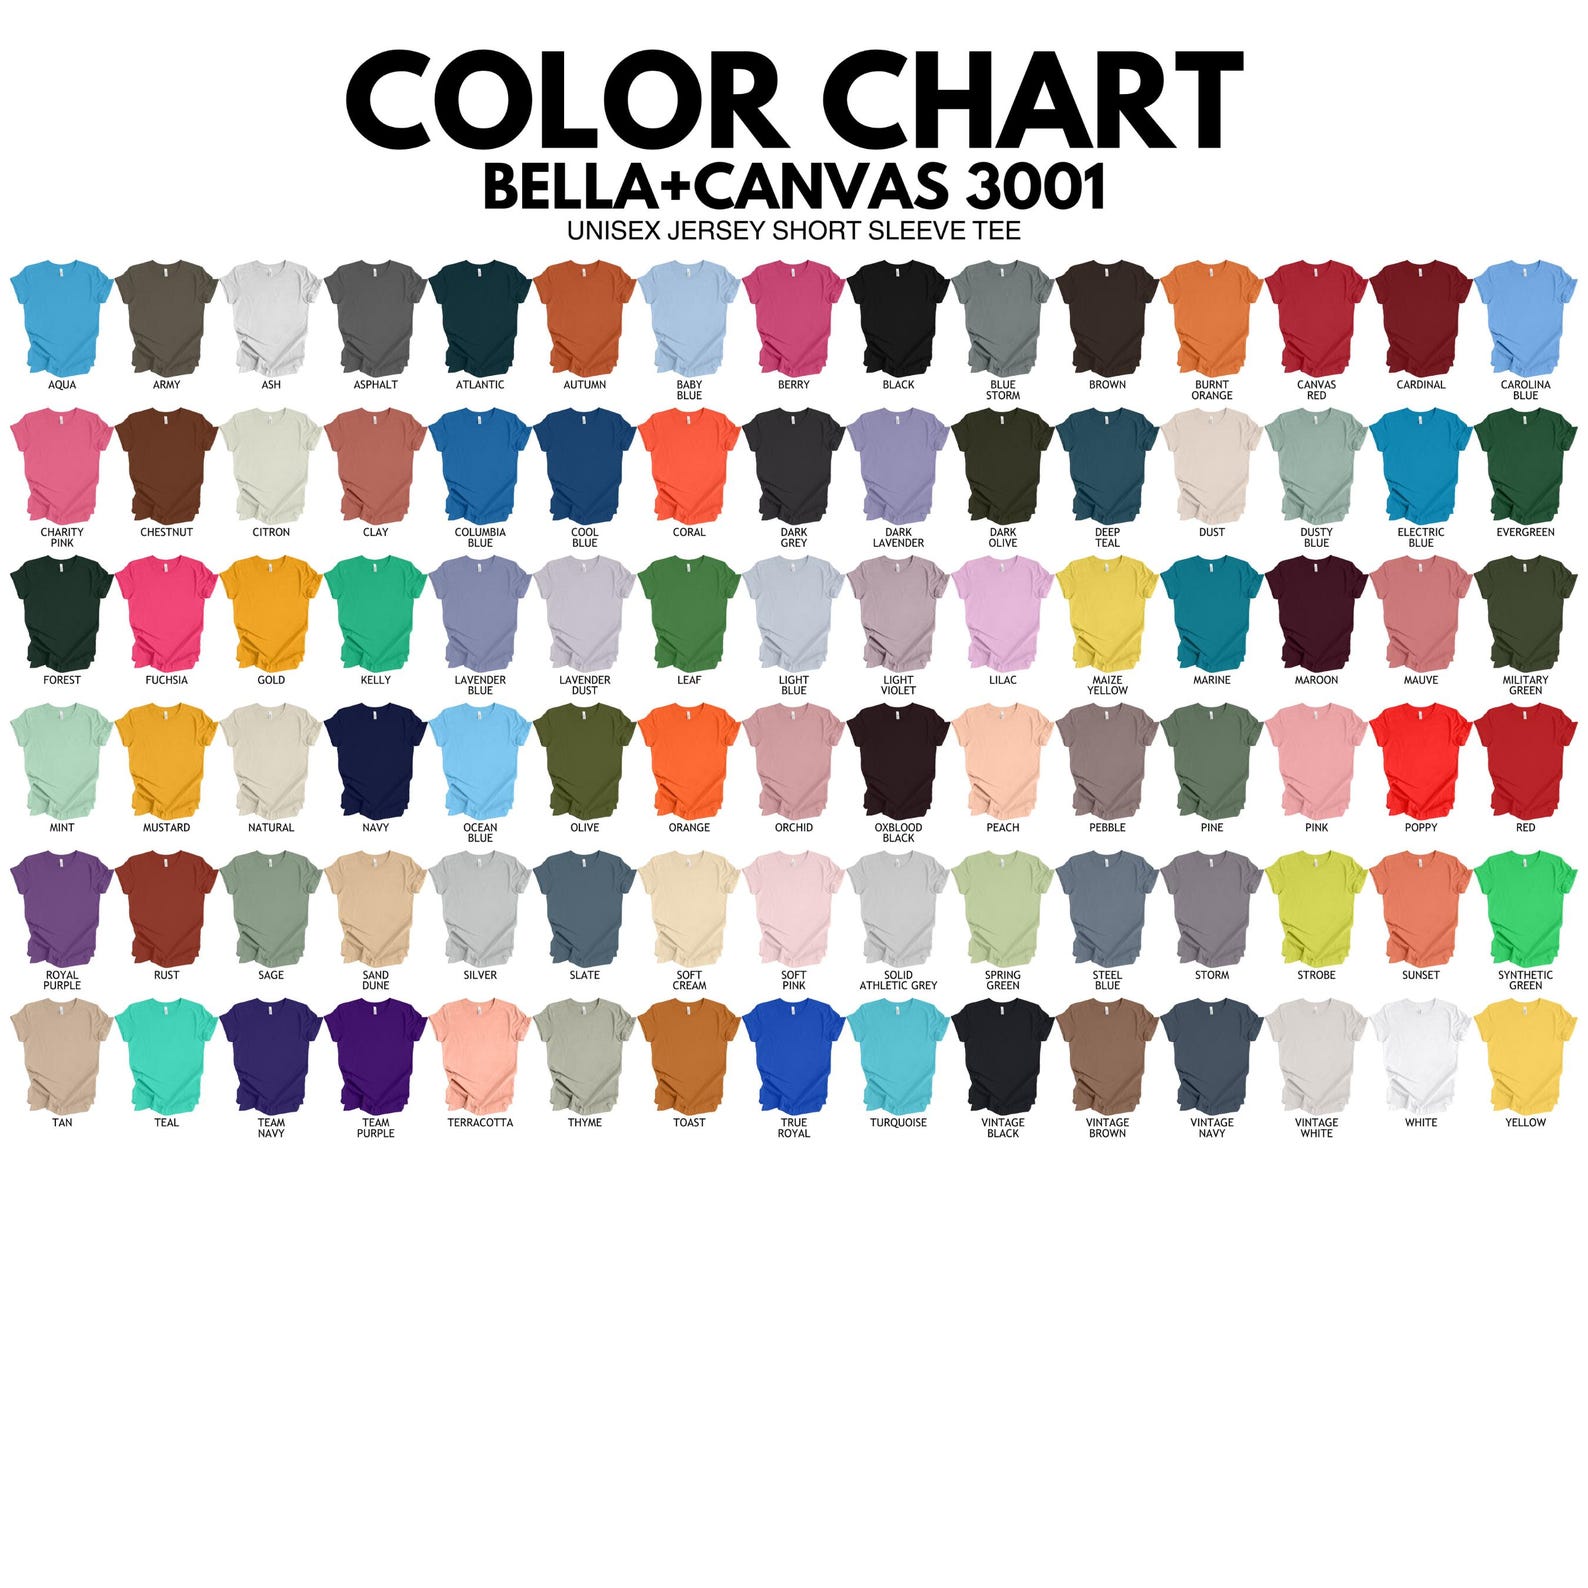 COLOR CHART
BELLA+CANVAS 3001
UNISEX JERSEY SHORT SLEEVE TEE
AQUA
ARMY
ASH
ASPHALT
ATLANTIC
AUTUMN
BABY
BLUE
BERRY
BLACK
BLUE
STORM
BROWN
BURNT
ORANGE
CANVAS
RED
CARDINAL
CAROLINA
BLUE
CHARITY
PINK
CHESTNUT
CITRON
CLAY
COLUMBIA
BLUE
COOL
BLUE
CORAL
DARK
GREY
DARK
LAVENDER
DARK
OLIVE
DEEP
TEAL
DUST
DUSTY
BLUE
ELECTRIC
BLUE
EVERGREEN
FOREST
FUCHSIA
GOLD
KELLY
LAVENDER
BLUE
LAVENDER
DUST
LEAF
LIGHT
BLUE
LIGHT
VIOLET
LILAC
MAIZE
YELLOW
MARINE
MAROON
MAUVE
MILITARY
GREEN
MINT
MUSTARD
NATURAL
NAVY
OCEAN
BLUE
OLIVE
ORANGE
ORCHID
OXBLOOD
BLACK
PEACH
PEBBLE
PINE
PINK
POPPY
RED
ROYAL
PURPLE
RUST
SAGE
SAND
DUNE
SILVER
SLATE
SOFT
CREAM
SOFT
PINK
SOLID
ATHLETIC GREY
SPRING
GREEN
STEEL
BLUE
STORM
STROBE
SUNSET
SYNTHETIC
GREEN
TAN
TEAL
TEAM
NAVY
TEAM
PURPLE
TERRACOTTA
THYME
TOAST
TRUE
ROYAL
TURQUOISE
VINTAGE
BLACK
VINTAGE
BROWN
VINTAGE
NAVY
VINTAGE
WHITE
WHITE
YELLOW